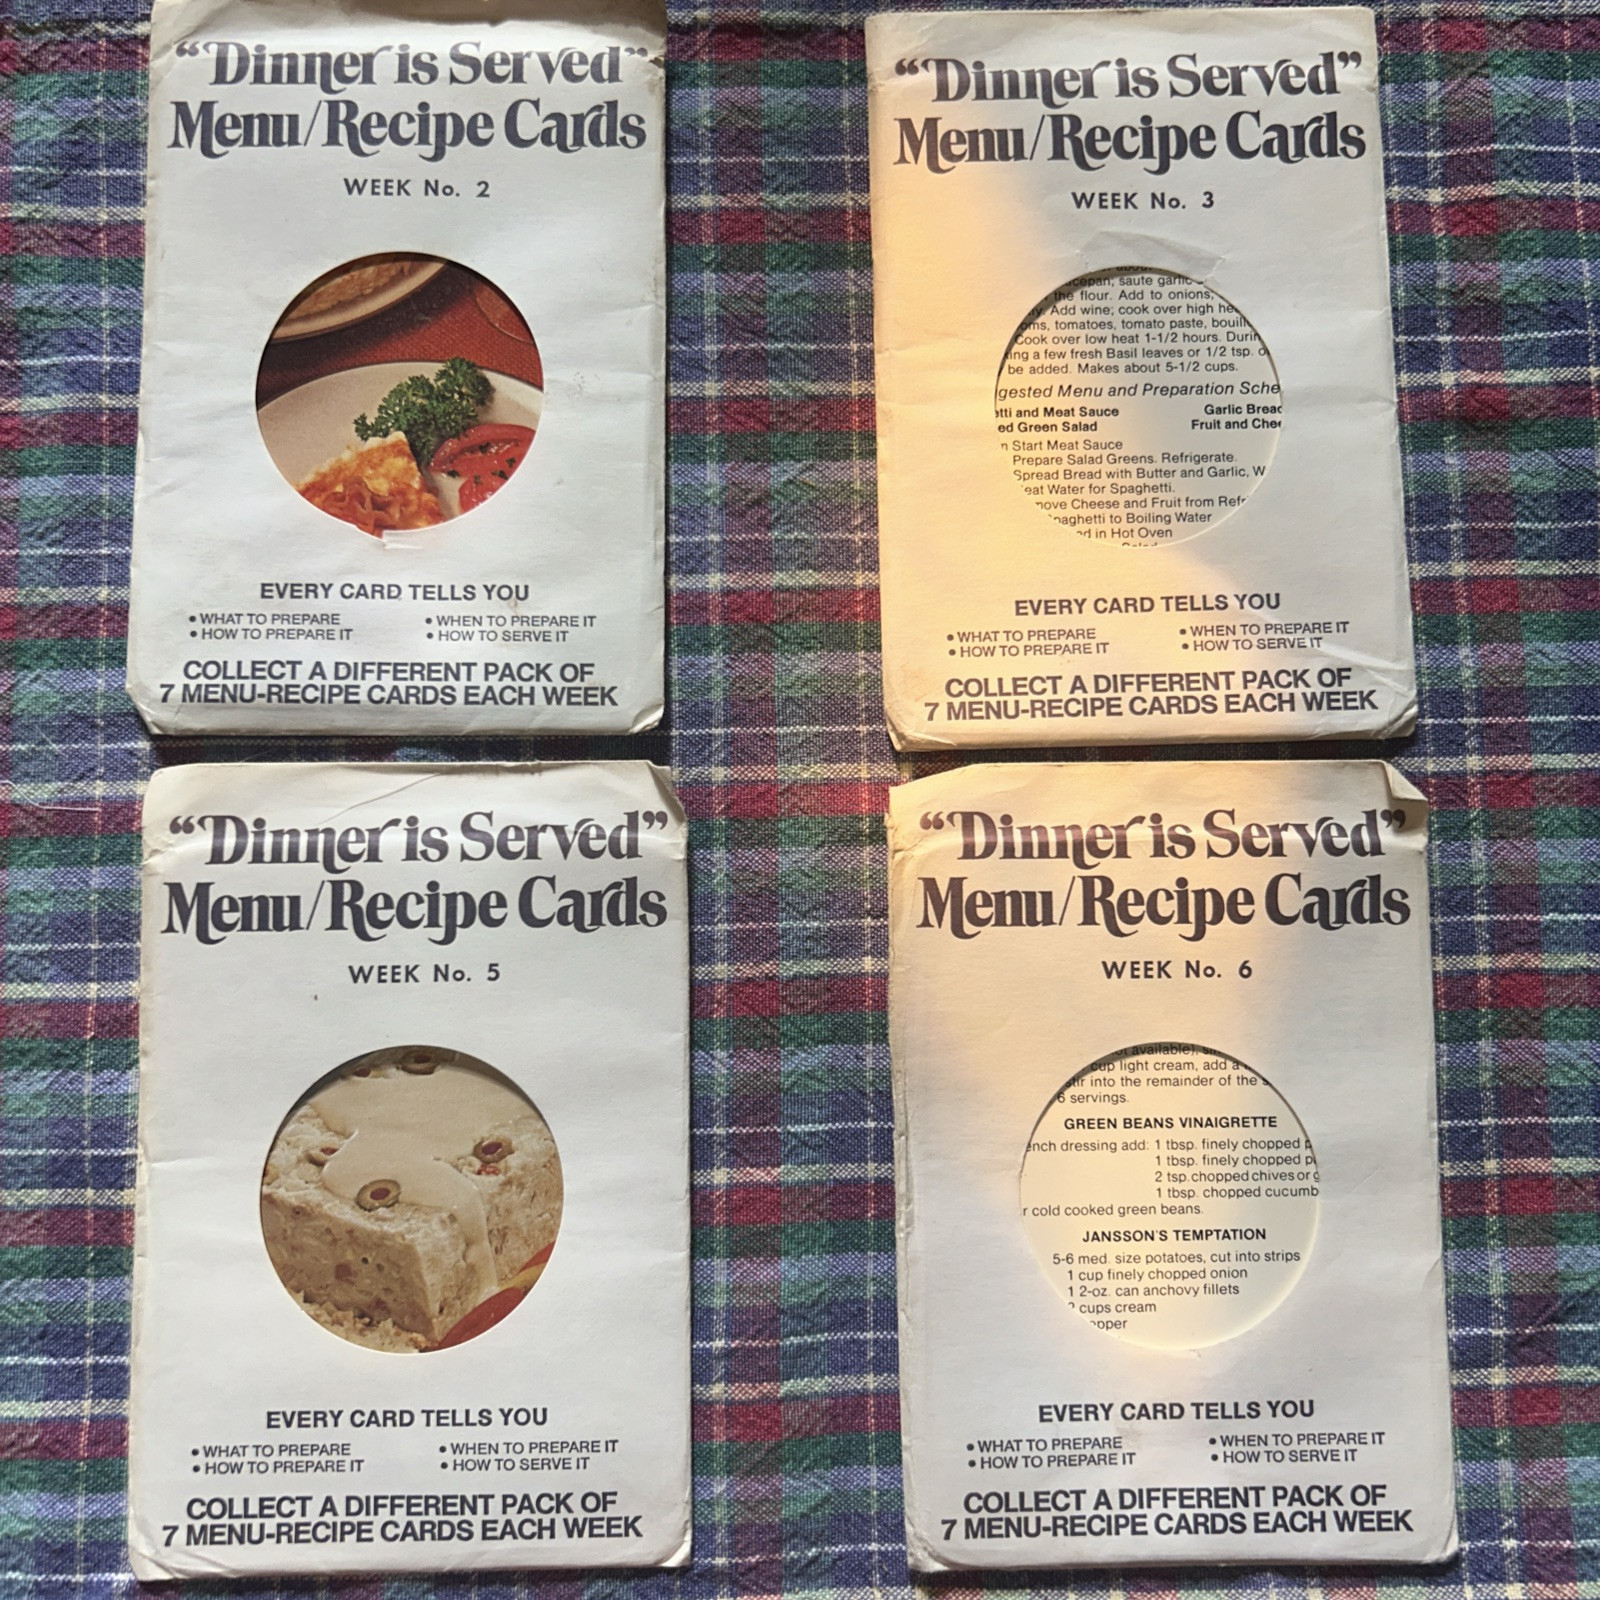 “Dinner is Served”
Menu/Recipe Cards
WEEK No. 2
EVERY CARD TELLS YOU
• WHAT TO PREPARE • WHEN TO PREPARE IT
• HOW TO PREPARE IT • HOW TO SERVE IT
COLLECT A DIFFERENT PACK OF
7 MENU-RECIPE CARDS EACH WEEK
“Dinner is Served”
Menu/Recipe Cards
WEEK No. 3
saute garlic
the flour. Add to onions;
Add wine; cook over high
tomatoes, tomato paste,
Cook over low heat 1-1/2 hours.
a few fresh Basil leaves or 1/2 tsp.
be added. Makes about 5-1/2 cups.
Menu and Preparation
and Meat Sauce Garlic
Green Salad Fruit and
Start Meat Sauce
Prepare Salad Greens. Refrigerate.
Spread Bread with Butter and Garlic,
Water for Spaghetti.
Cheese and Fruit from
to Boiling Water
in Hot Oven
EVERY CARD TELLS YOU
• WHAT TO PREPARE • WHEN TO PREPARE IT
• HOW TO PREPARE IT • HOW TO SERVE IT
COLLECT A DIFFERENT PACK OF
7 MENU-RECIPE CARDS EACH WEEK
“Dinner is Served”
Menu/Recipe Cards
WEEK No. 5
EVERY CARD TELLS YOU
• WHAT TO PREPARE • WHEN TO PREPARE IT
• HOW TO PREPARE IT • HOW TO SERVE IT
COLLECT A DIFFERENT PACK OF
7 MENU-RECIPE CARDS EACH WEEK
“Dinner is Served”
Menu/Recipe Cards
WEEK No. 6
available),
cup light cream, add
into the remainder of the
6 servings.
GREEN BEANS VINAIGRETTE
dressing add: 1 tbsp. finely chopped
1 tbsp. finely chopped
2 tsp. chopped chives or
1 tbsp. chopped
cold cooked green beans.
JANSSON'S TEMPTATION
5-6 med. size potatoes, cut into strips
1 cup finely chopped onion
1 2-oz. can anchovy fillets
cups cream
EVERY CARD TELLS YOU
• WHAT TO PREPARE • WHEN TO PREPARE IT
• HOW TO PREPARE IT • HOW TO SERVE IT
COLLECT A DIFFERENT PACK OF
7 MENU-RECIPE CARDS EACH WEEK